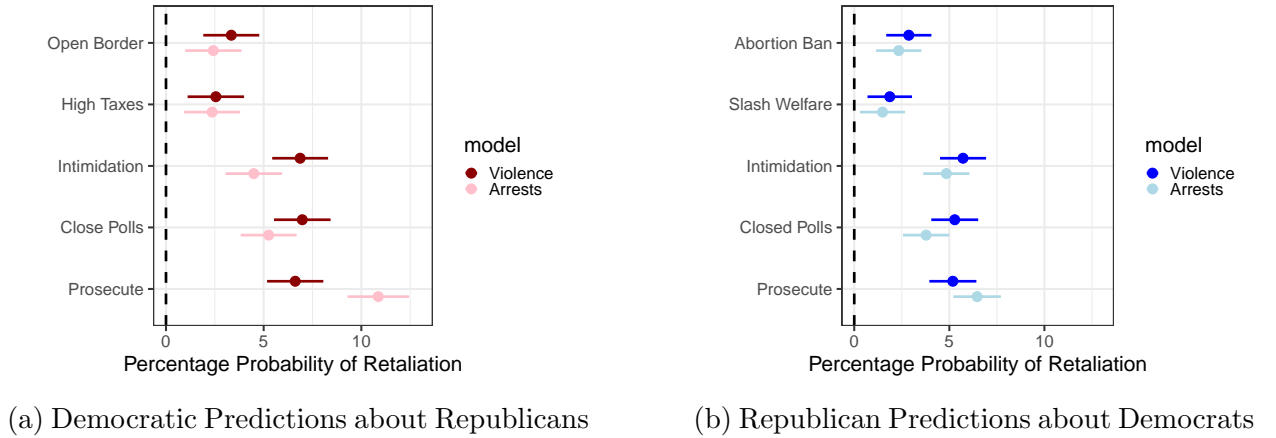 Open Border
High Taxes
Intimidation
Close Polls
Prosecute
0 5 10
Percentage Probability of Retaliation
model
Violence
Arrests
(a) Democratic Predictions about Republicans
Abortion Ban
Slash Welfare
Intimidation
Closed Polls
Prosecute
0 5 10
Percentage Probability of Retaliation
model
Violence
Arrests
(b) Republican Predictions about Democrats